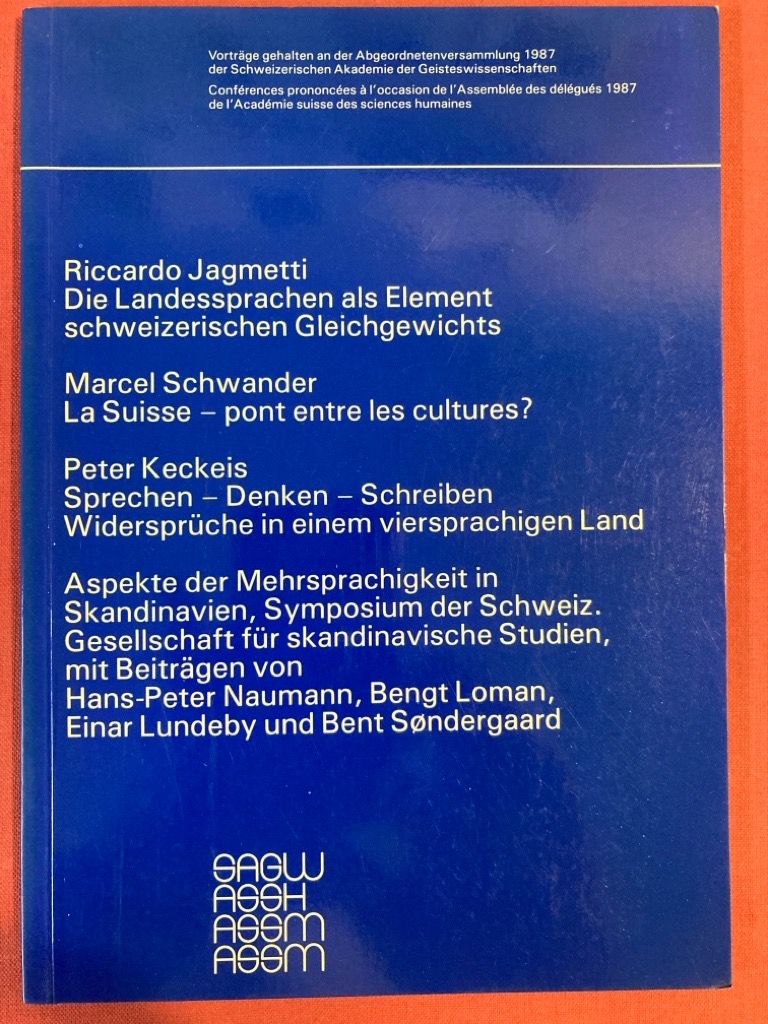 Vorträge gehalten an der Abgeordnetenversammlung 1987
der Schweizerischen Akademie der Geisteswissenschaften
Conférences prononcées à l'occasion de l'Assemblée des délégués 1987
de l'Académie suisse des sciences humaines
Riccardo Jagmetti
Die Landessprachen als Element
schweizerischen Gleichgewichts
Marcel Schwander
La Suisse – pont entre les cultures?
Peter Keckeis
Sprechen – Denken – Schreiben
Widersprüche in einem viersprachigen Land
Aspekte der Mehrsprachigkeit in
Skandinavien, Symposium der Schweiz.
Gesellschaft für skandinavische Studien,
mit Beiträgen von
Hans-Peter Naumann, Bengt Loman,
Einar Lundeby und Bent Søndergaard
SAGW
ASSH
ASSM
ASSM